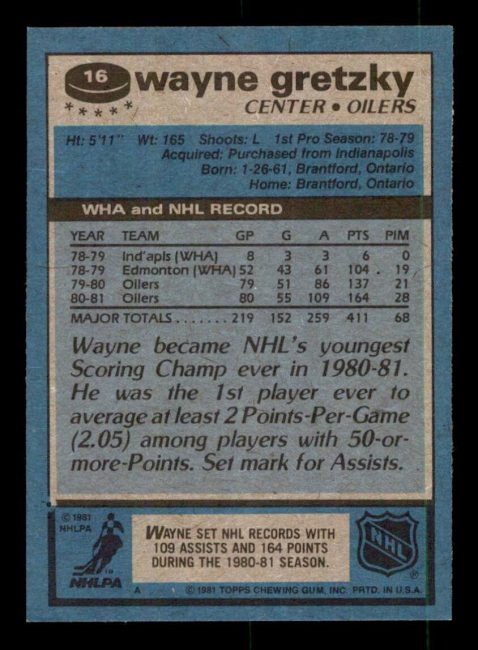 16 wayne gretzky
★ ★ ★ ★ ★ CENTER • OILERS
Ht: 5'11" Wt: 165 Shoots: L 1st Pro Season: 78-79
Acquired: Purchased from Indianapolis
Born: 1-26-61, Brantford, Ontario
Home: Brantford, Ontario
WHA and NHL RECORD
YEAR TEAM GP G A PTS PIM
78-79 Ind'apls (WHA) 8 3 3 6 0
78-79 Edmonton (WHA) 52 43 61 104 19
79-80 Oilers 79 51 86 137 21
80-81 Oilers 80 55 109 164 28
MAJOR TOTALS ....... 219 152 259 411 68
Wayne became NHL's youngest
Scoring Champ ever in 1980-81.
He was the 1st player ever to
average at least 2 Points-Per-Game
(2.05) among players with 50-or-
more-Points. Set mark for Assists.
© 1981
NHLPA
NHLPA
WAYNE SET NHL RECORDS WITH
109 ASSISTS AND 164 POINTS
DURING THE 1980-81 SEASON.
NHL
®
A © 1981 TOPPS CHEWING GUM, INC. PRTD. IN U.S.A.